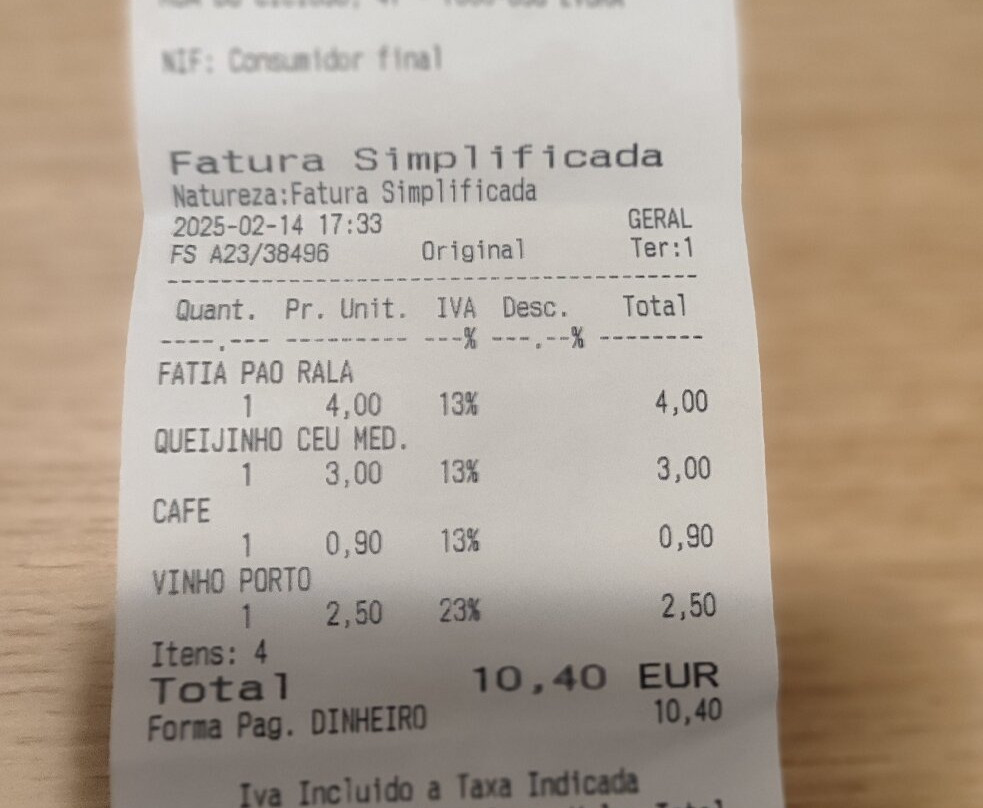 NIF: Consumidor final
Fatura Simplificada
Natureza:Fatura Simplificada
2025-02-14 17:33 GERAL
FS A23/38496 Original Ter:1
--------------------------------------------
Quant. Pr. Unit. IVA Desc. Total
----.--- --------- ---% ---.--% --------
FATIA PAO RALA
1 4,00 13% 4,00
QUEIJINHO CEU MED.
1 3,00 13% 3,00
CAFE
1 0,90 13% 0,90
VINHO PORTO
1 2,50 23% 2,50
Itens: 4
Total 10,40 EUR
Forma Pag. DINHEIRO 10,40
Iva Incluido a Taxa Indicada
Total